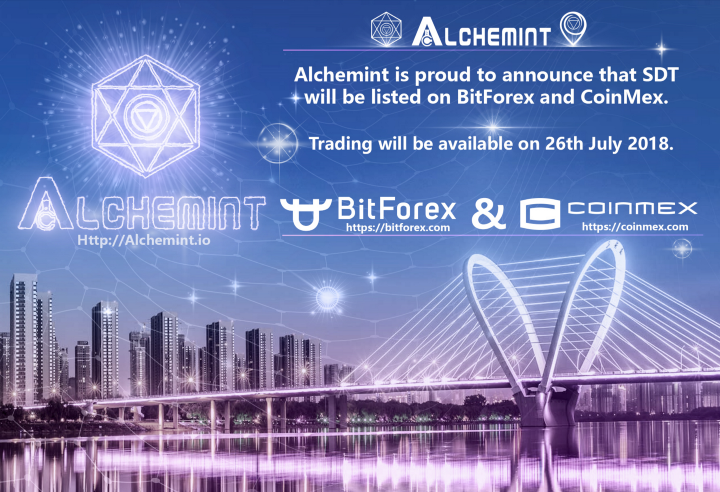 ALCHEMINT
Alchemint is proud to announce that SDT
will be listed on BitForex and CoinMex.
Trading will be available on 26th July 2018.
ALCHEMINT
Http://Alchemint.io
BitForex & COINMEX
https://bitforex.com https://coinmex.com